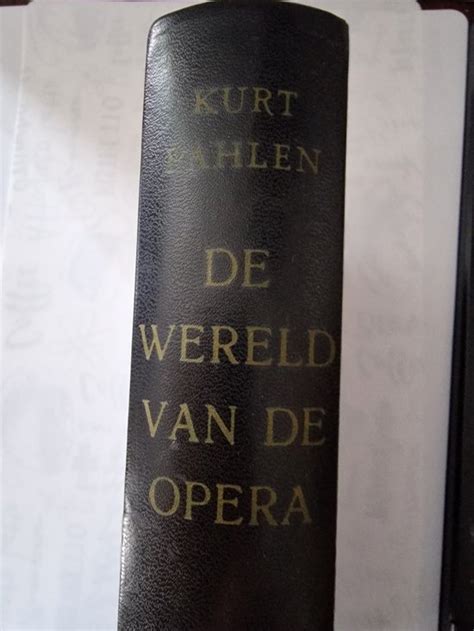 KURT
PAHLEN
DE
WERELD
VAN DE
OPERA